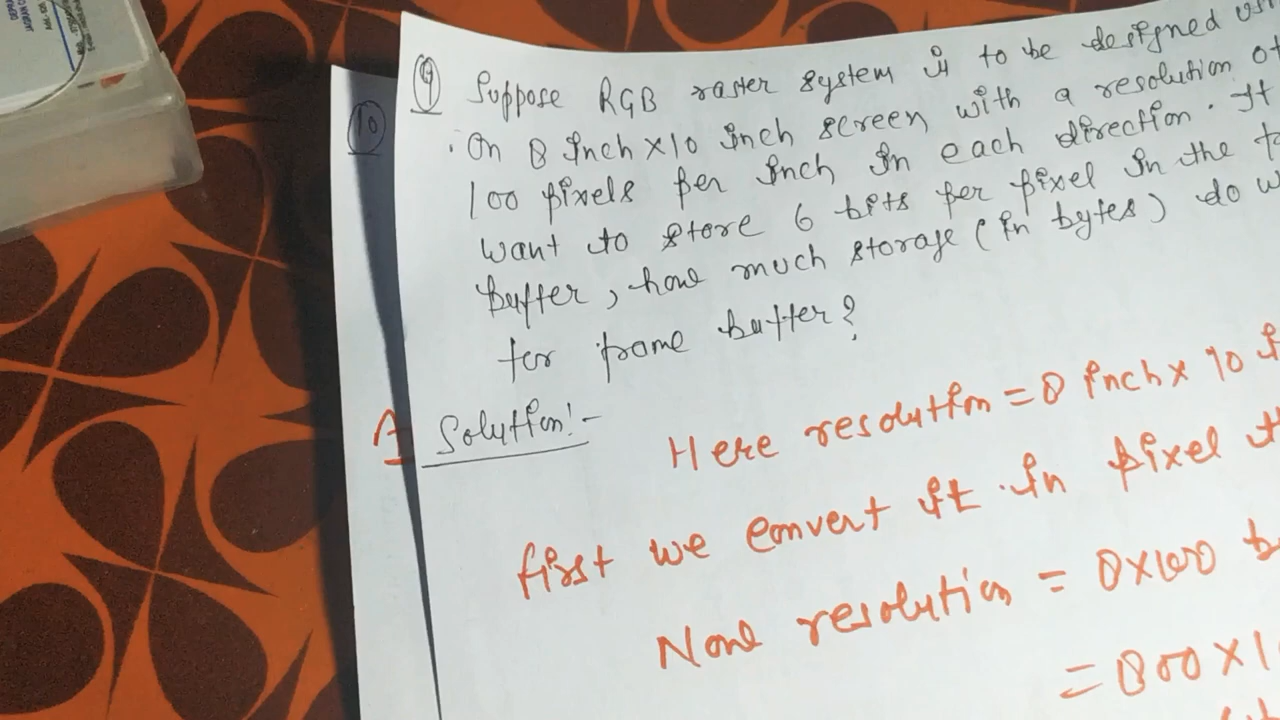 9 Suppose RGB raster system is to be designed
On 8 inch x 10 inch screen with a resolution of
100 pixels per inch in each direction. If
want to store 6 bits per pixel in the
buffer, how much storage (in bytes) do
for frame buffer?
10
A Solution:-
Here resolution = 8 inch x 10
first we convert it in pixel
Now resolution = 8x100
= 800 x 1